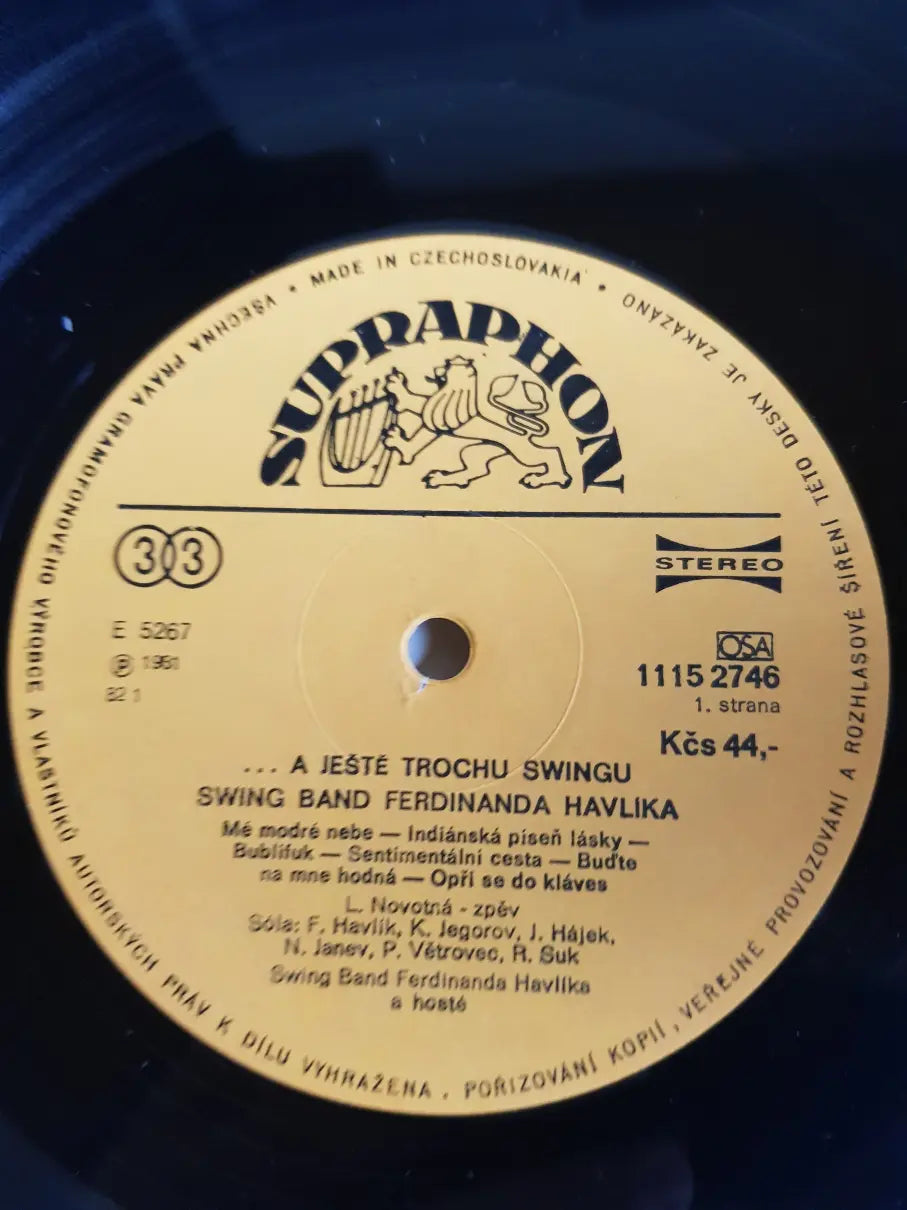 VŠECHNA PRÁVA GRAMOFONOVÉHO VÝROBCE A VLASTNÍKŮ AUTORSKÝCH PRÁV K DÍLU VYHRAŽENA . POŘIZOVÁNÍ KOPIÍ , VEŘEJNÉ PROVOZOVÁNÍ A ROZHLASOVÉ ŠÍŘENÍ TÉTO DESKY JE ZAKÁZÁNO • MADE IN CZECHOSLOVAKIA •
SUPRAPHON
33
STEREO
E 5267
℗ 1981
82 1
OSA
1115 2746
1. strana
Kčs 44,-
... A JEŠTĚ TROCHU SWINGU
SWING BAND FERDINANDA HAVLÍKA
Mé modré nebe — Indiánská píseň lásky —
Bublifuk — Sentimentální cesta — Buďte
na mne hodná — Opři se do kláves
L. Novotná - zpěv
Sóla: F. Havlík, K. Jegorov, J. Hájek,
N. Janev, P. Větrovec, R. Suk
Swing Band Ferdinanda Havlíka
a hosté